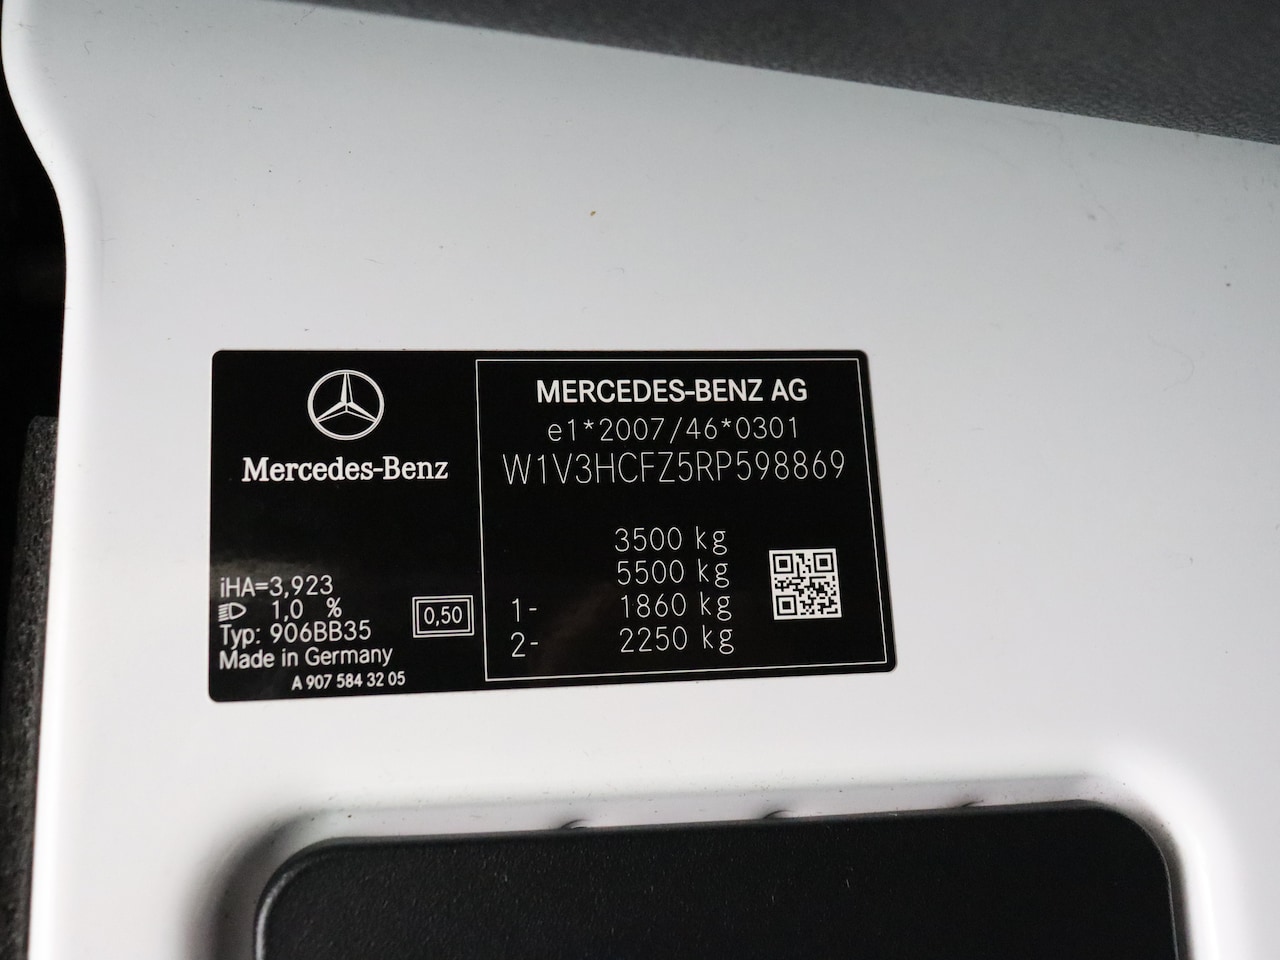 Mercedes-Benz
iHA=3,923
1,0 %
0,50
Typ: 906BB35
Made in Germany
A 907 584 32 05
MERCEDES-BENZ AG
e1*2007/46*0301
W1V3HCFZ5RP598869
3500 kg
5500 kg
1- 1860 kg
2- 2250 kg